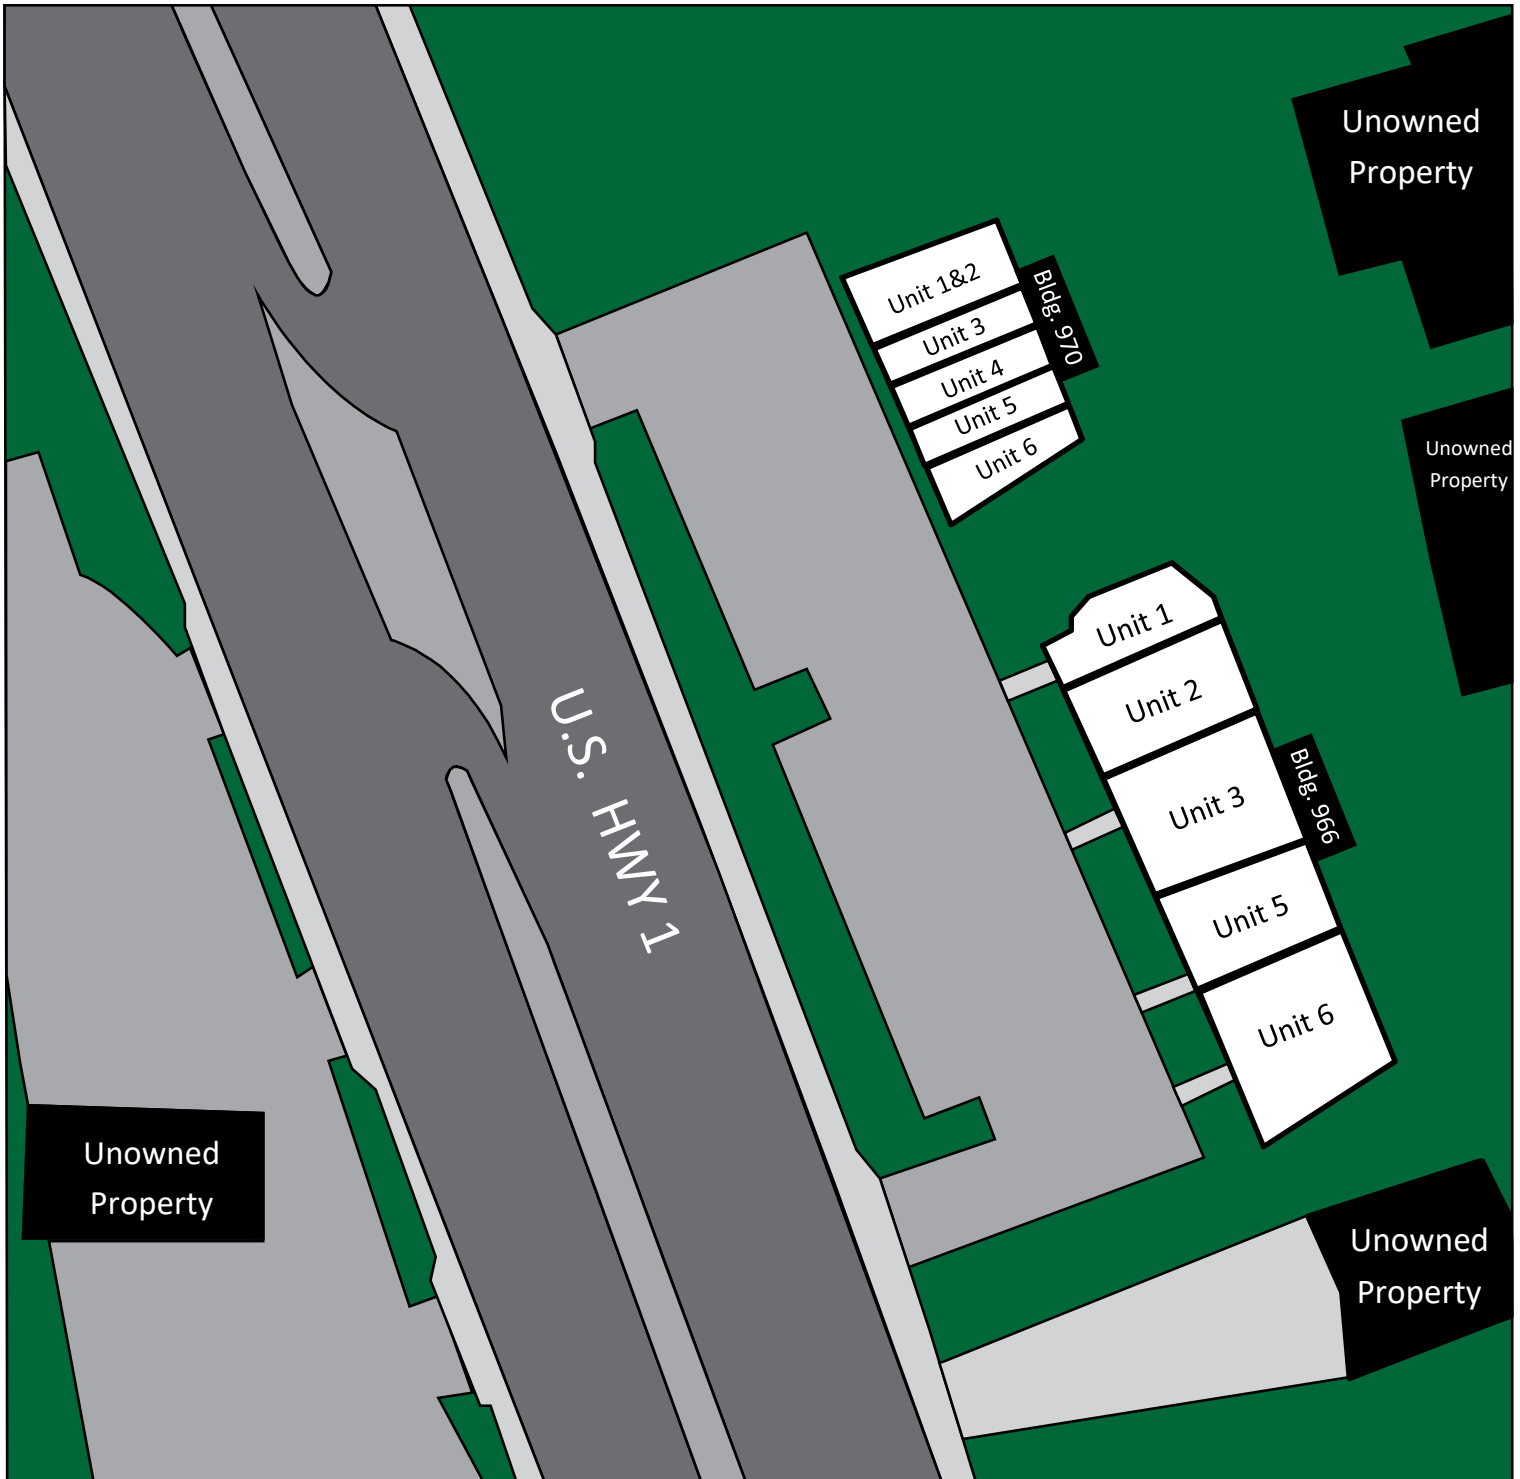 Unowned
Property
Unit 1&2
Unit 3
Unit 4
Unit 5
Unit 6
Bldg. 970
Unowned
Property
Unit 1
Unit 2
Unit 3
Unit 5
Unit 6
Bldg. 966
U.S. HWY 1
Unowned
Property
Unowned
Property